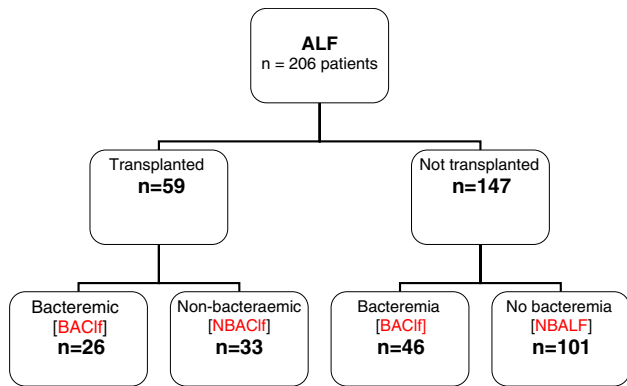 ALF
n = 206 patients
Transplanted
n=59
Not transplanted
n=147
Bacteremic
[BAClf]
n=26
Non-bacteraemic
[NBAClf]
n=33
Bacteremia
[BAClf]
n=46
No bacteremia
[NBALF]
n=101